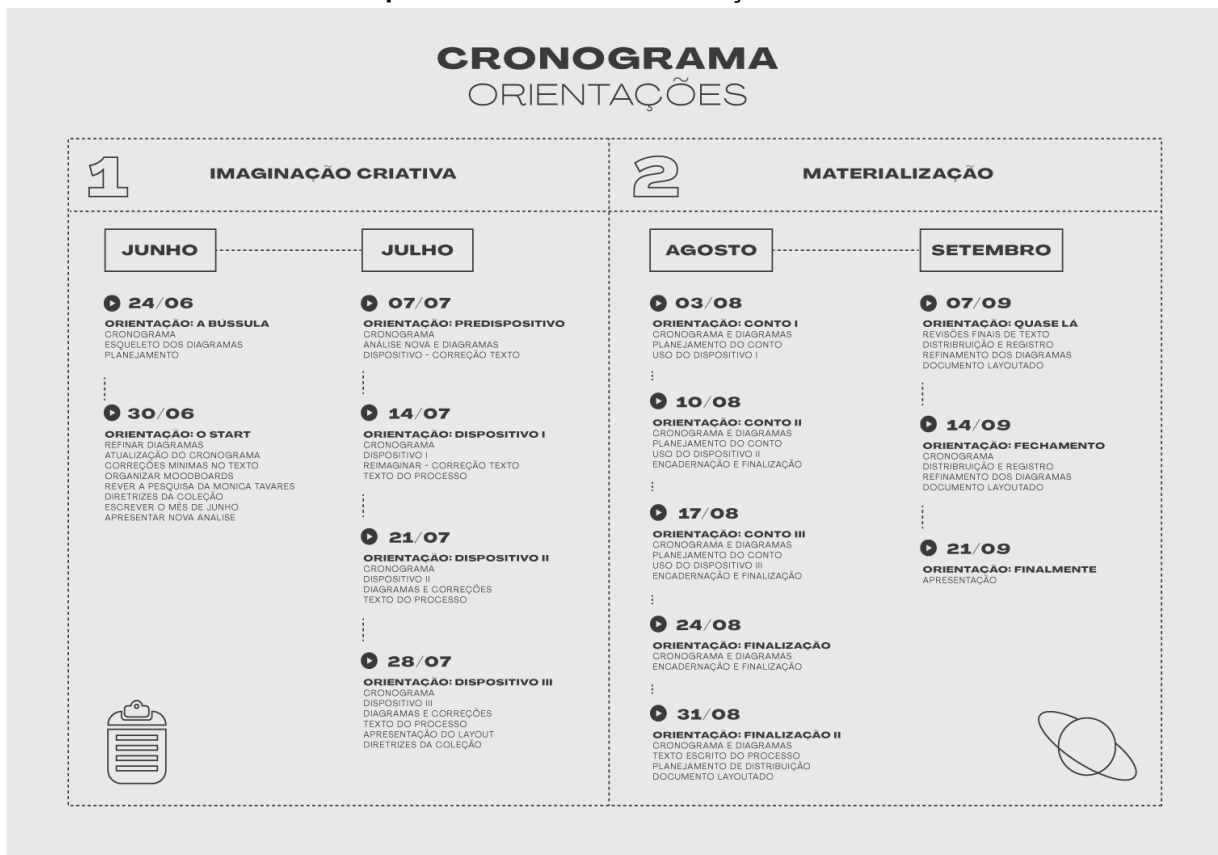 CRONOGRAMA
ORIENTAÇÕES
1
IMAGINAÇÃO CRIATIVA
JUNHO
24/06
ORIENTAÇÃO: A BÚSSULA
CRONOGRAMA
ESQUELETO DOS DIAGRAMAS
PLANEJAMENTO
30/06
ORIENTAÇÃO: O START
REFINAR DIAGRAMAS
ATUALIZAÇÃO DO CRONOGRAMA
CORREÇÕES MÍNIMAS NO TEXTO
ORGANIZAR MOODBOARDS
REVER A PESQUISA DA MONICA TAVARES
DIRETRIZES DA COLEÇÃO
ESCREVER O MÊS DE JUNHO
APRESENTAR NOVA ANALISE
JULHO
07/07
ORIENTAÇÃO: PREDISPOSITIVO
CRONOGRAMA
ANÁLISE NOVA E DIAGRAMAS
DISPOSITIVO - CORREÇÃO TEXTO
14/07
ORIENTAÇÃO: DISPOSITIVO I
CRONOGRAMA
DISPOSITIVO I
REIMAGINAR - CORREÇÃO TEXTO
TEXTO DO PROCESSO
21/07
ORIENTAÇÃO: DISPOSITIVO II
CRONOGRAMA
DISPOSITIVO II
DIAGRAMAS E CORREÇÕES
TEXTO DO PROCESSO
28/07
ORIENTAÇÃO: DISPOSITIVO III
CRONOGRAMA
DISPOSITIVO III
DIAGRAMAS E CORREÇÕES
TEXTO DO PROCESSO
APRESENTAÇÃO DO LAYOUT
DIRETRIZES DA COLEÇÃO
2
MATERIALIZAÇÃO
AGOSTO
03/08
ORIENTAÇÃO: CONTO I
CRONOGRAMA E DIAGRAMAS
PLANEJAMENTO DO CONTO
USO DO DISPOSITIVO I
10/08
ORIENTAÇÃO: CONTO II
CRONOGRAMA E DIAGRAMAS
PLANEJAMENTO DO CONTO
USO DO DISPOSITIVO II
ENCADERNAÇÃO E FINALIZAÇÃO
17/08
ORIENTAÇÃO: CONTO III
CRONOGRAMA E DIAGRAMAS
PLANEJAMENTO DO CONTO
USO DO DISPOSITIVO III
ENCADERNAÇÃO E FINALIZAÇÃO
24/08
ORIENTAÇÃO: FINALIZAÇÃO
CRONOGRAMA E DIAGRAMAS
ENCADERNAÇÃO E FINALIZAÇÃO
31/08
ORIENTAÇÃO: FINALIZAÇÃO II
CRONOGRAMA E DIAGRAMAS
TEXTO ESCRITO DO PROCESSO
PLANEJAMENTO DE DISTRIBUIÇÃO
DOCUMENTO LAYOUTADO
SETEMBRO
07/09
ORIENTAÇÃO: QUASE LÁ
REVISÕES FINAIS DE TEXTO
DISTRIBRUIÇÃO E REGISTRO
REFINAMENTO DOS DIAGRAMAS
DOCUMENTO LAYOUTADO
14/09
ORIENTAÇÃO: FECHAMENTO
CRONOGRAMA
DISTRIBRUIÇÃO E REGISTRO
REFINAMENTO DOS DIAGRAMAS
DOCUMENTO LAYOUTADO
21/09
ORIENTAÇÃO: FINALMENTE
APRESENTAÇÃO